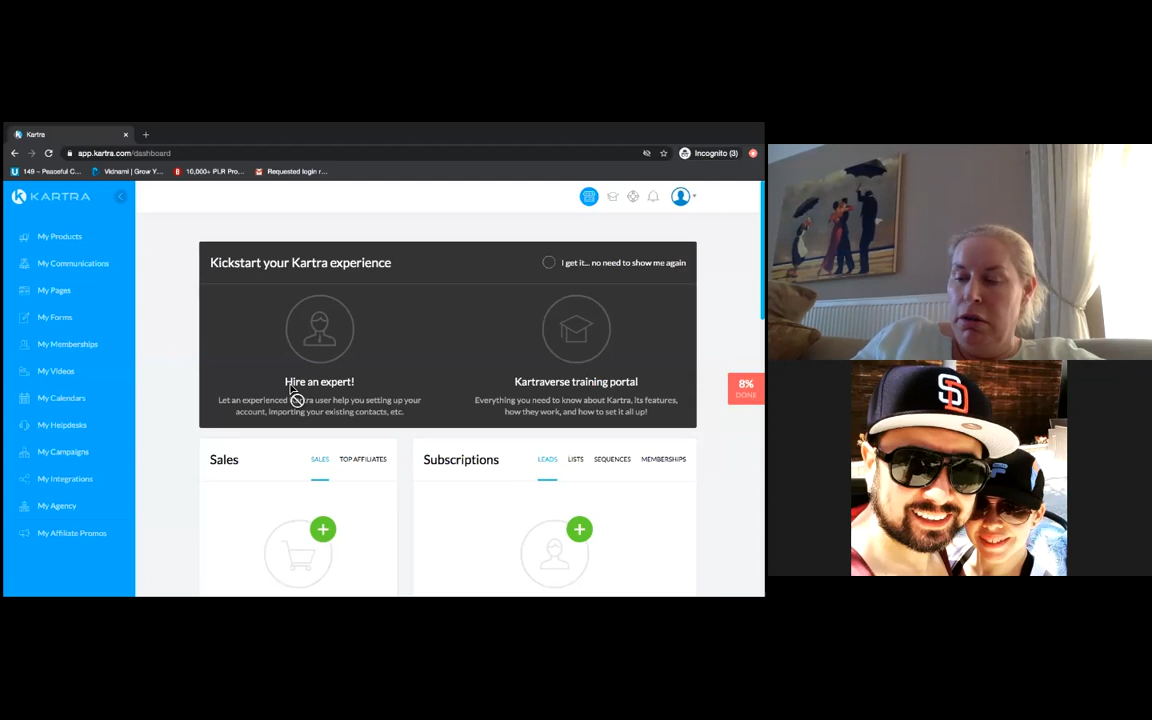 Kartra
app.kartra.com/dashboard
Incognito (3)
149 – Peaceful C...
Vidnami | Grow Y...
10,000+ PLR Pro...
Requested login r...
KARTRA
My Products
My Communications
My Pages
My Forms
My Memberships
My Videos
My Calendars
My Helpdesks
My Campaigns
My Integrations
My Agency
My Affiliate Promos
Kickstart your Kartra experience
I get it... no need to show me again
Hire an expert!
Let an experienced Kartra user help you setting up your
account, importing your existing contacts, etc.
Kartraverse training portal
Everything you need to know about Kartra, its features,
how they work, and how to set it all up!
8%
DONE
Sales
SALES
TOP AFFILIATES
Subscriptions
LEADS
LISTS
SEQUENCES
MEMBERSHIPS
SD
F